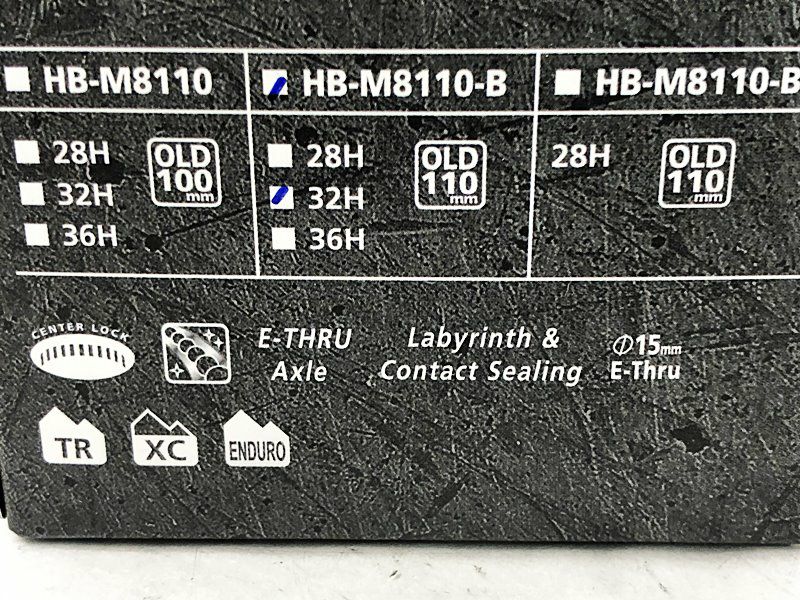 HB-M8110
HB-M8110-B
HB-M8110-B
28H
32H
36H
OLD
100
mm
28H
32H
36H
OLD
110
mm
28H
OLD
110
mm
CENTER LOCK
E-THRU
Axle
Labyrinth &
Contact Sealing
Φ15mm
E-Thru
TR
XC
ENDURO